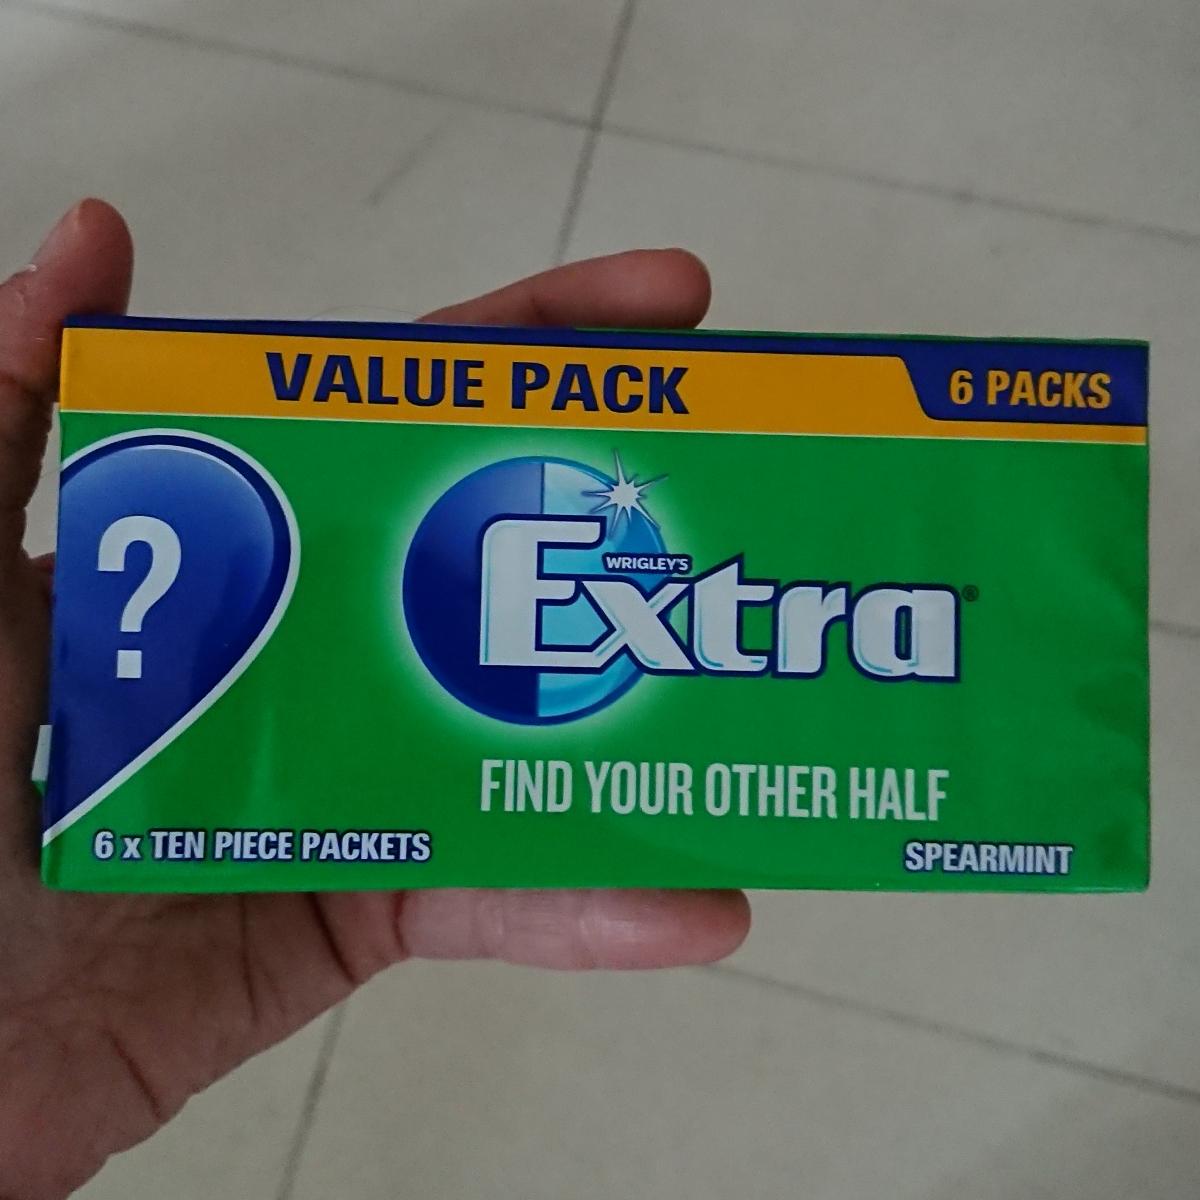 VALUE PACK
6 PACKS
?
WRIGLEY'S
Extra®
FIND YOUR OTHER HALF
6 x TEN PIECE PACKETS
SPEARMINT